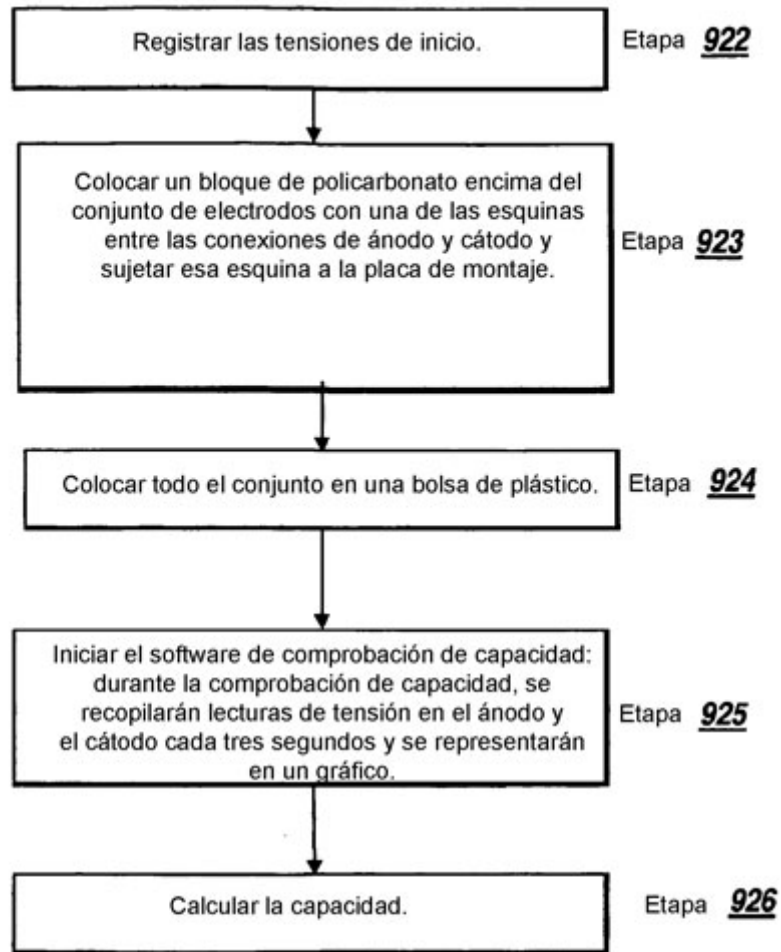 Registrar las tensiones de inicio.
Etapa 922
Colocar un bloque de policarbonato encima del
conjunto de electrodos con una de las esquinas
entre las conexiones de ánodo y cátodo y
sujetar esa esquina a la placa de montaje.
Etapa 923
Colocar todo el conjunto en una bolsa de plástico.
Etapa 924
Iniciar el software de comprobación de capacidad:
durante la comprobación de capacidad, se
recopilarán lecturas de tensión en el ánodo y
el cátodo cada tres segundos y se representarán
en un gráfico.
Etapa 925
Calcular la capacidad.
Etapa 926